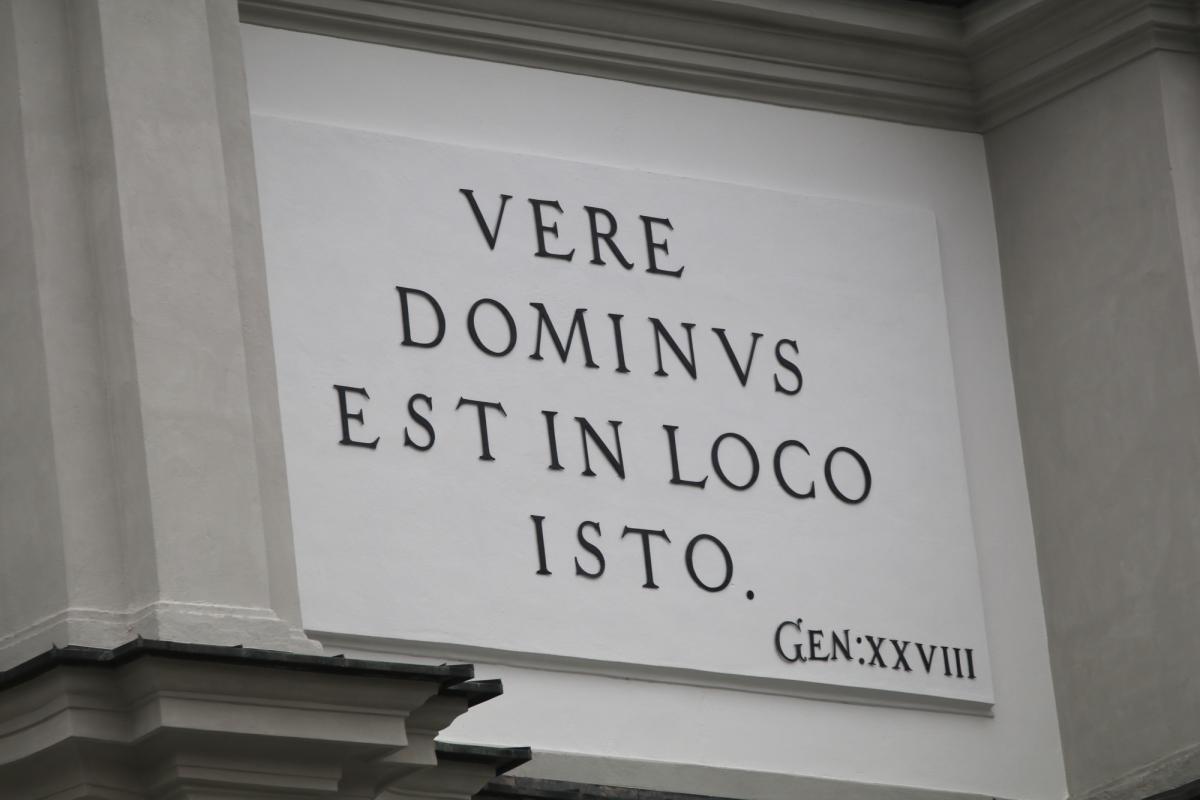 VERE
DOMINVS
EST IN LOCO
ISTO.
GEN:XXVIII